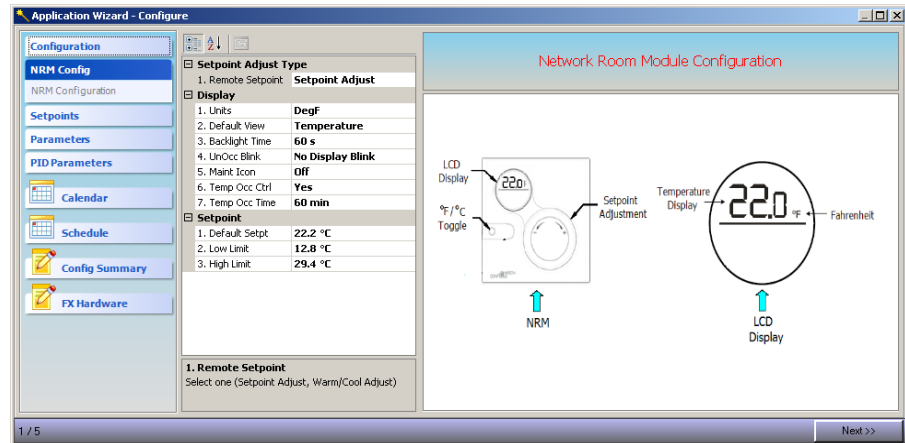 Application Wizard - Configure
Configuration
NRM Config
NRM Configuration
Setpoints
Parameters
PID Parameters
Calendar
Schedule
Config Summary
FX Hardware
Setpoint Adjust Type
1. Remote Setpoint Setpoint Adjust
Display
1. Units DegF
2. Default View Temperature
3. Backlight Time 60 s
4. UnOcc Blink No Display Blink
5. Maint Icon Off
6. Temp Occ Ctrl Yes
7. Temp Occ Time 60 min
Setpoint
1. Default Setpt 22.2 °C
2. Low Limit 12.8 °C
3. High Limit 29.4 °C
1. Remote Setpoint
Select one (Setpoint Adjust, Warm/Cool Adjust)
Network Room Module Configuration
LCD
Display
22.0
°F/°C
Toggle
Setpoint
Adjustment
NRM
Temperature
Display
22.0 °F
Fahrenheit
LCD
Display
1 / 5
Next >>